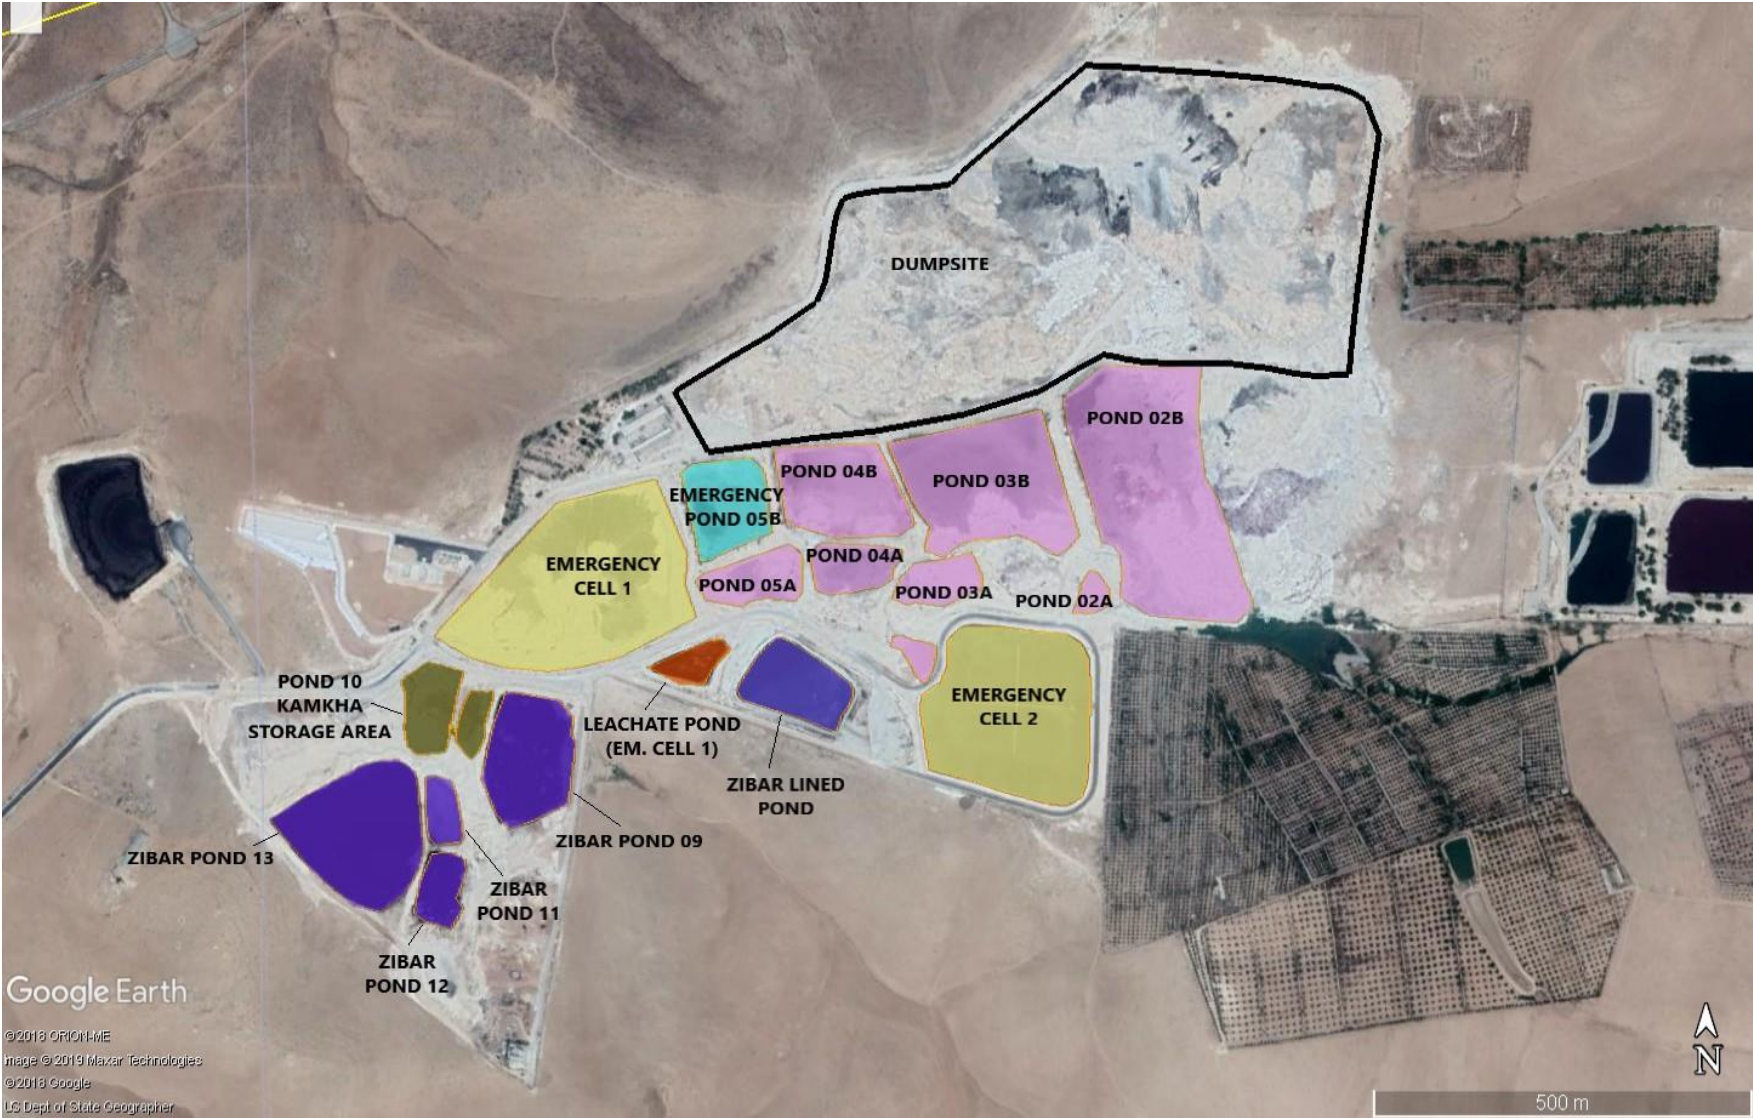 DUMPSITE
POND 02B
POND 04B
POND 03B
EMERGENCY
POND 05B
EMERGENCY
CELL 1
POND 04A
POND 05A
POND 03A
POND 02A
POND 10
KAMKHA
STORAGE AREA
LEACHATE POND
(EM. CELL 1)
EMERGENCY
CELL 2
ZIBAR LINED
POND
ZIBAR POND 09
ZIBAR POND 13
ZIBAR
POND 11
ZIBAR
POND 12
Google Earth
©2018 ORION-ME
Image © 2019 Maxar Technologies
©2018 Google
US Dept of State Geographer
N
500 m